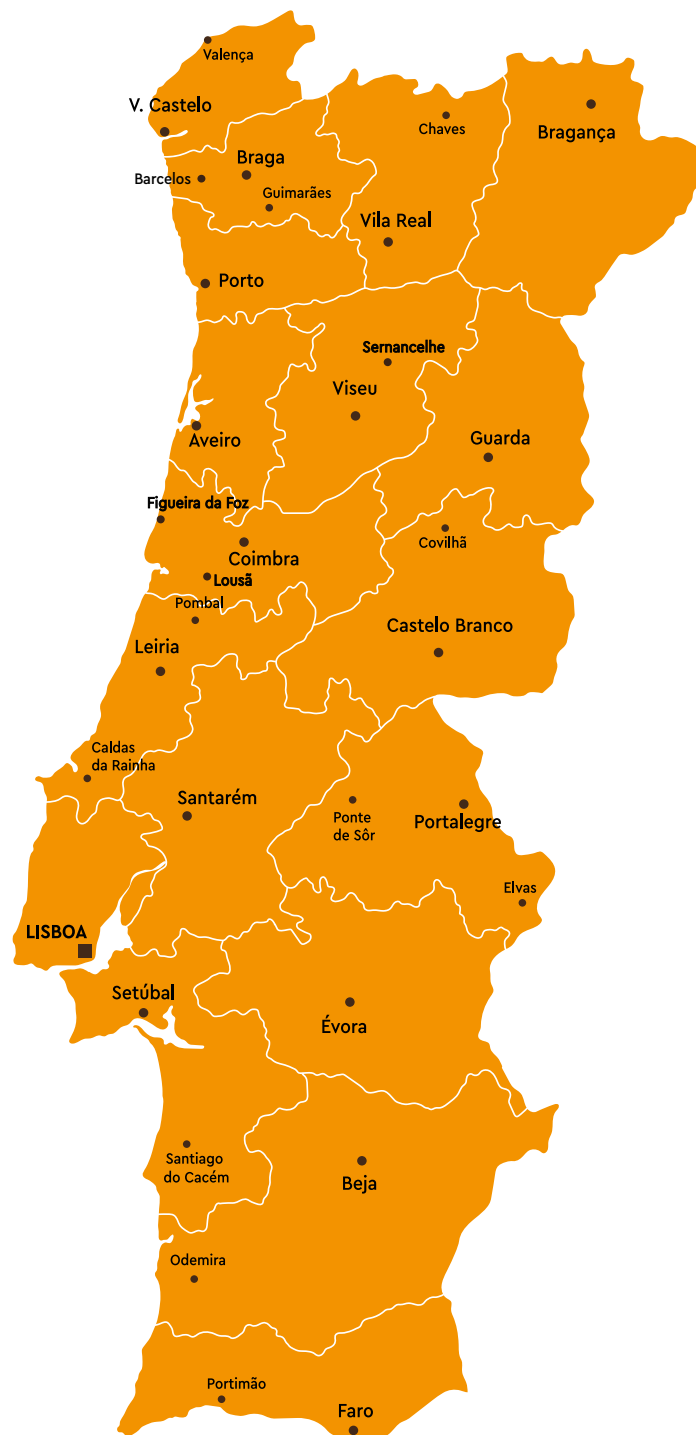 Valença
V. Castelo
Chaves
Bragança
Braga
Barcelos
Guimarães
Vila Real
Porto
Sernancelhe
Viseu
Aveiro
Guarda
Figueira da Foz
Covilhã
Coimbra
Lousã
Pombal
Castelo Branco
Leiria
Caldas
da Rainha
Santarém
Ponte
de Sôr
Portalegre
Elvas
LISBOA
Setúbal
Évora
Santiago
do Cacém
Beja
Odemira
Portimão
Faro